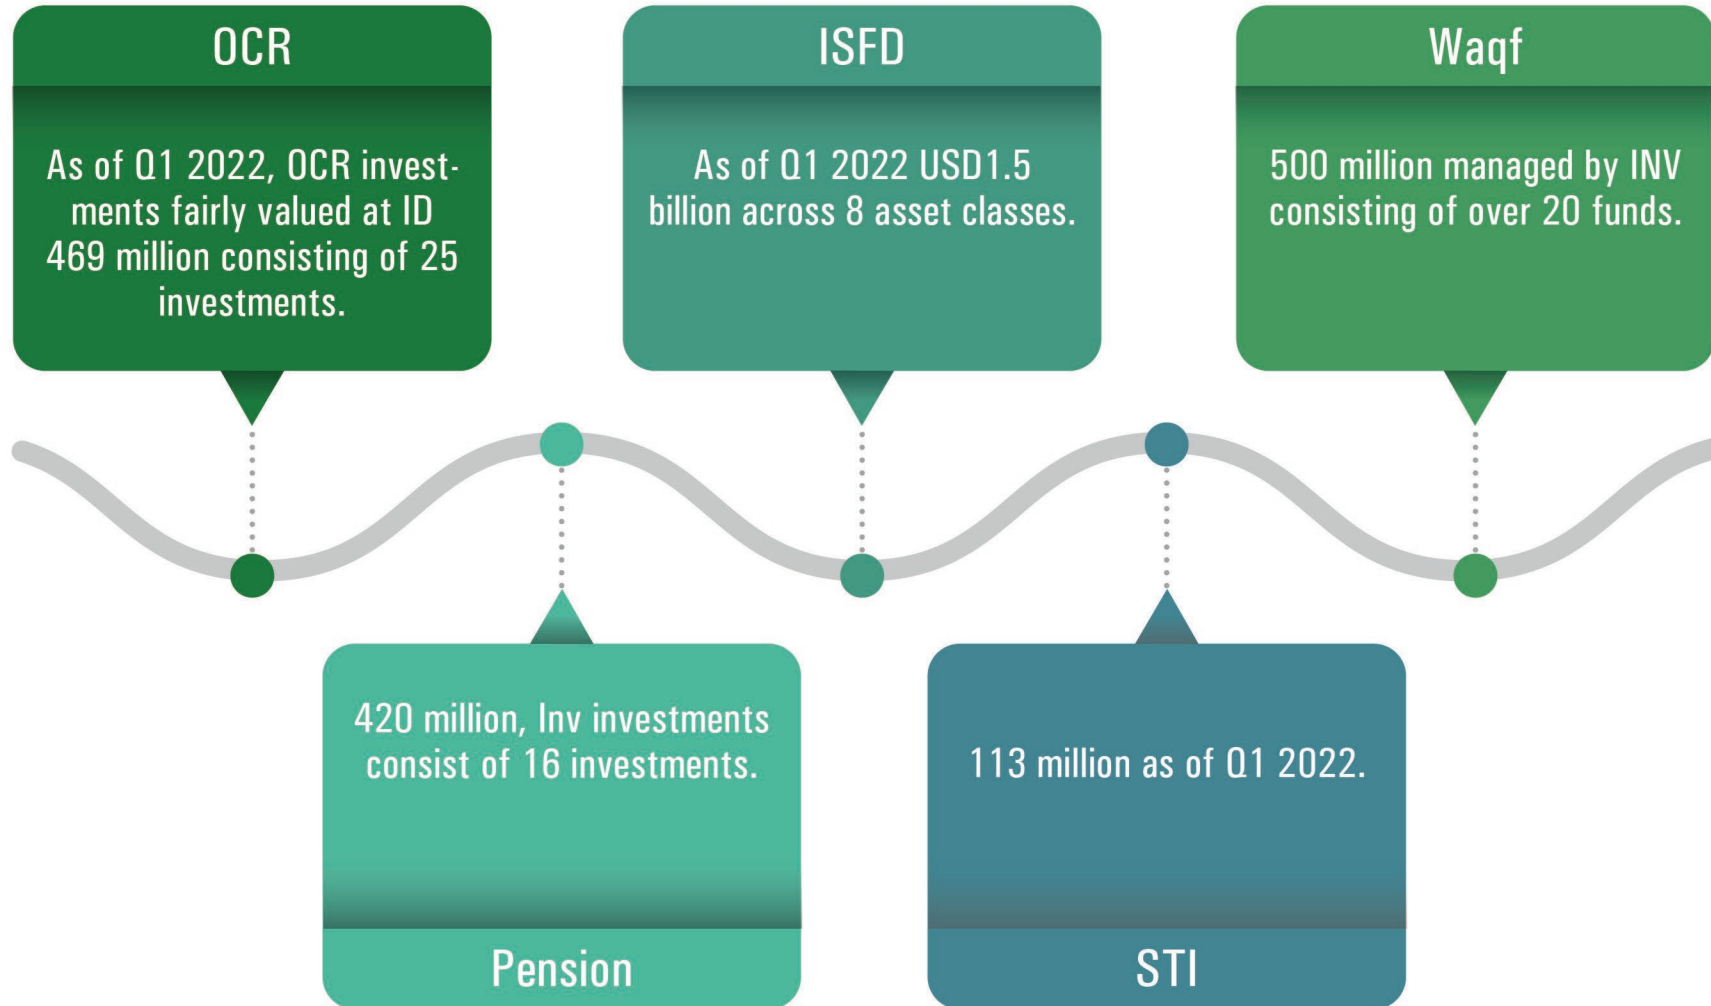 OCR
As of Q1 2022, OCR invest-
ments fairly valued at ID
469 million consisting of 25
investments.
ISFD
As of Q1 2022 USD1.5
billion across 8 asset classes.
Waqf
500 million managed by INV
consisting of over 20 funds.
420 million, Inv investments
consist of 16 investments.
Pension
113 million as of Q1 2022.
STI